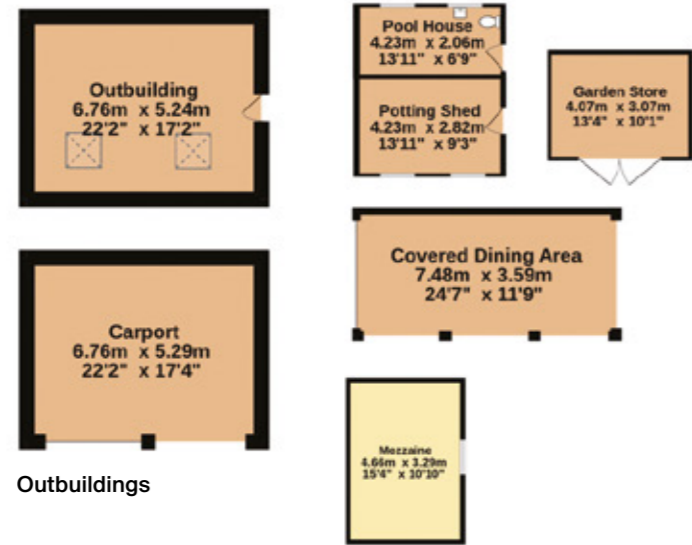 Outbuilding
6.76m x 5.24m
22'2" x 17'2"
Pool House
4.23m x 2.06m
13'11" x 6'9"
Potting Shed
4.23m x 2.82m
13'11" x 9'3"
Garden Store
4.07m x 3.07m
13'4" x 10'1"
Covered Dining Area
7.48m x 3.59m
24'7" x 11'9"
Carport
6.76m x 5.29m
22'2" x 17'4"
Mezzaine
4.66m x 3.29m
15'4" x 10'10"
Outbuildings